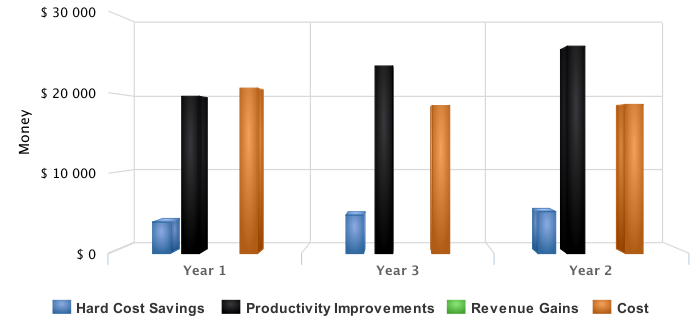 $ 30 000
$ 20 000
$ 10 000
$ 0
Money
Year 1 Year 3 Year 2
Hard Cost Savings Productivity Improvements Revenue Gains Cost